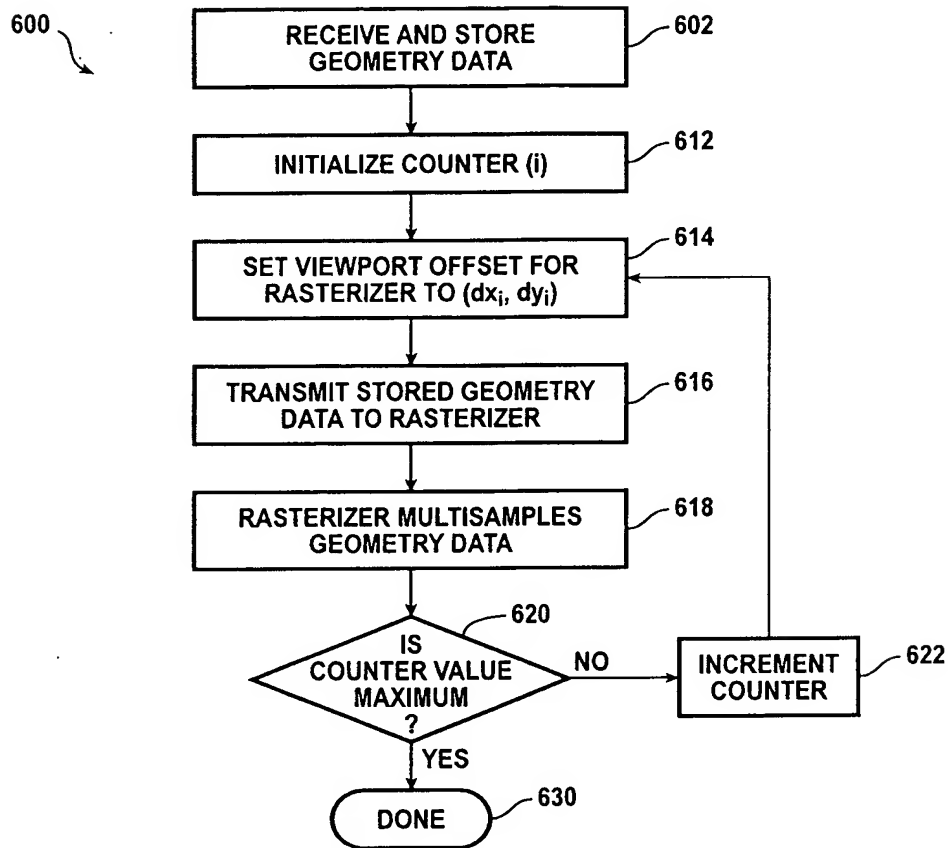 600
RECEIVE AND STORE
GEOMETRY DATA
602
INITIALIZE COUNTER (i)
612
SET VIEWPORT OFFSET FOR
RASTERIZER TO (dxi, dyi)
614
TRANSMIT STORED GEOMETRY
DATA TO RASTERIZER
616
RASTERIZER MULTISAMPLES
GEOMETRY DATA
618
IS
COUNTER VALUE
MAXIMUM
?
620
NO
INCREMENT
COUNTER
622
YES
DONE
630